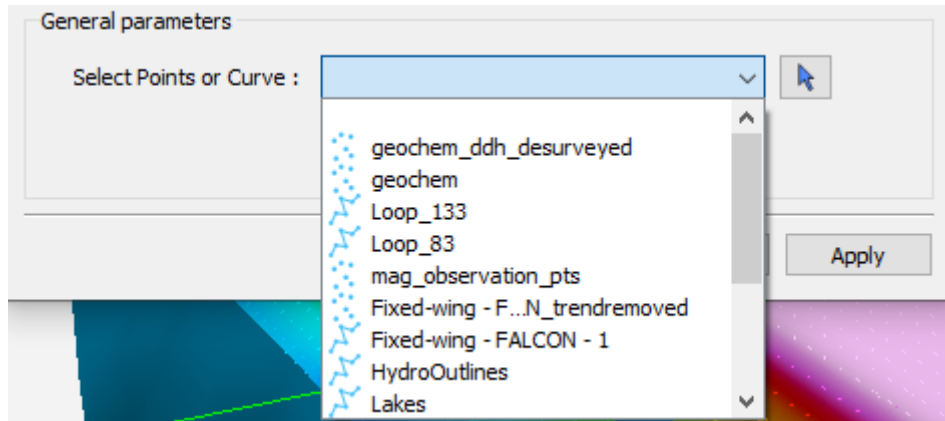 General parameters
Select Points or Curve :
geochem_ddh_desurveyed
geochem
Loop_133
Loop_83
mag_observation_pts
Fixed-wing - F...N_trendremoved
Fixed-wing - FALCON - 1
HydroOutlines
Lakes
Apply